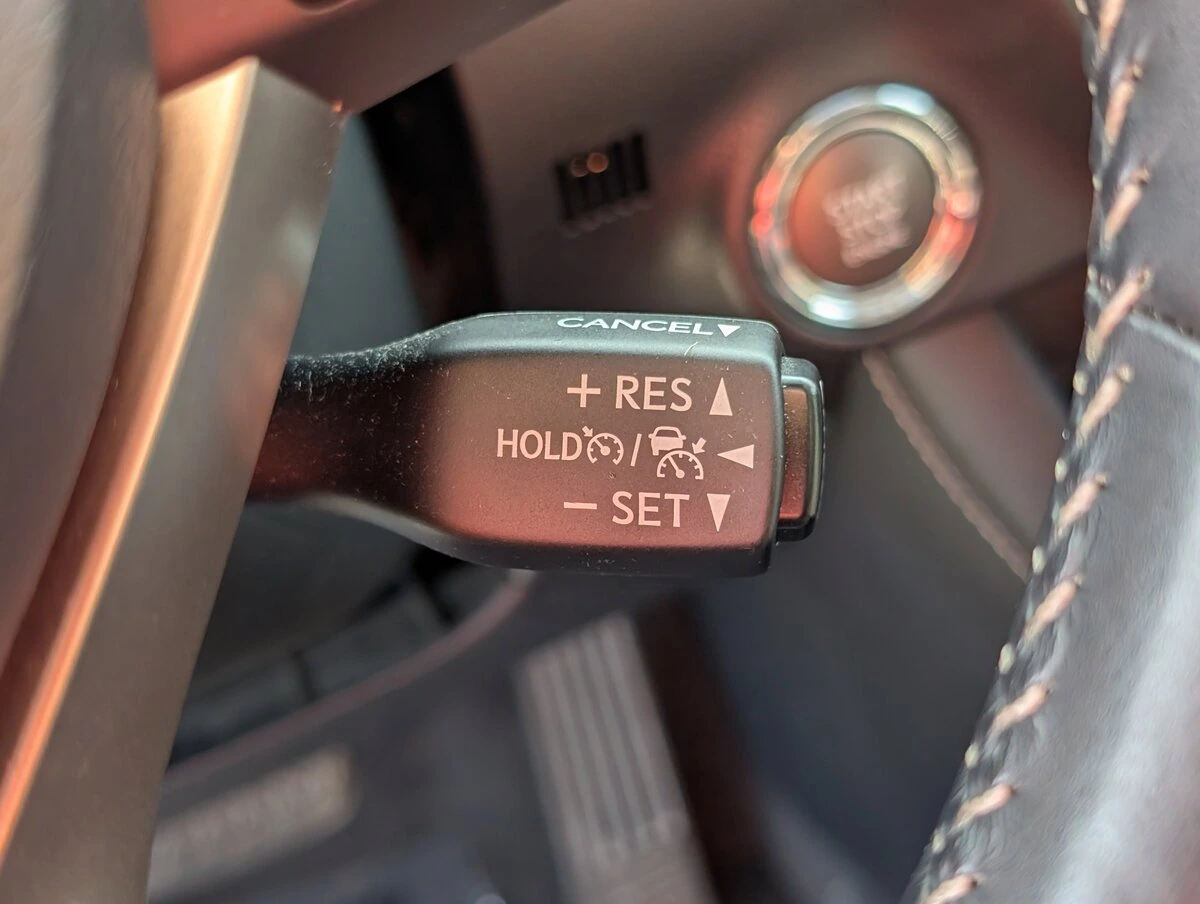 CANCEL▼
+ RES ▲
HOLD / ◀
− SET ▼